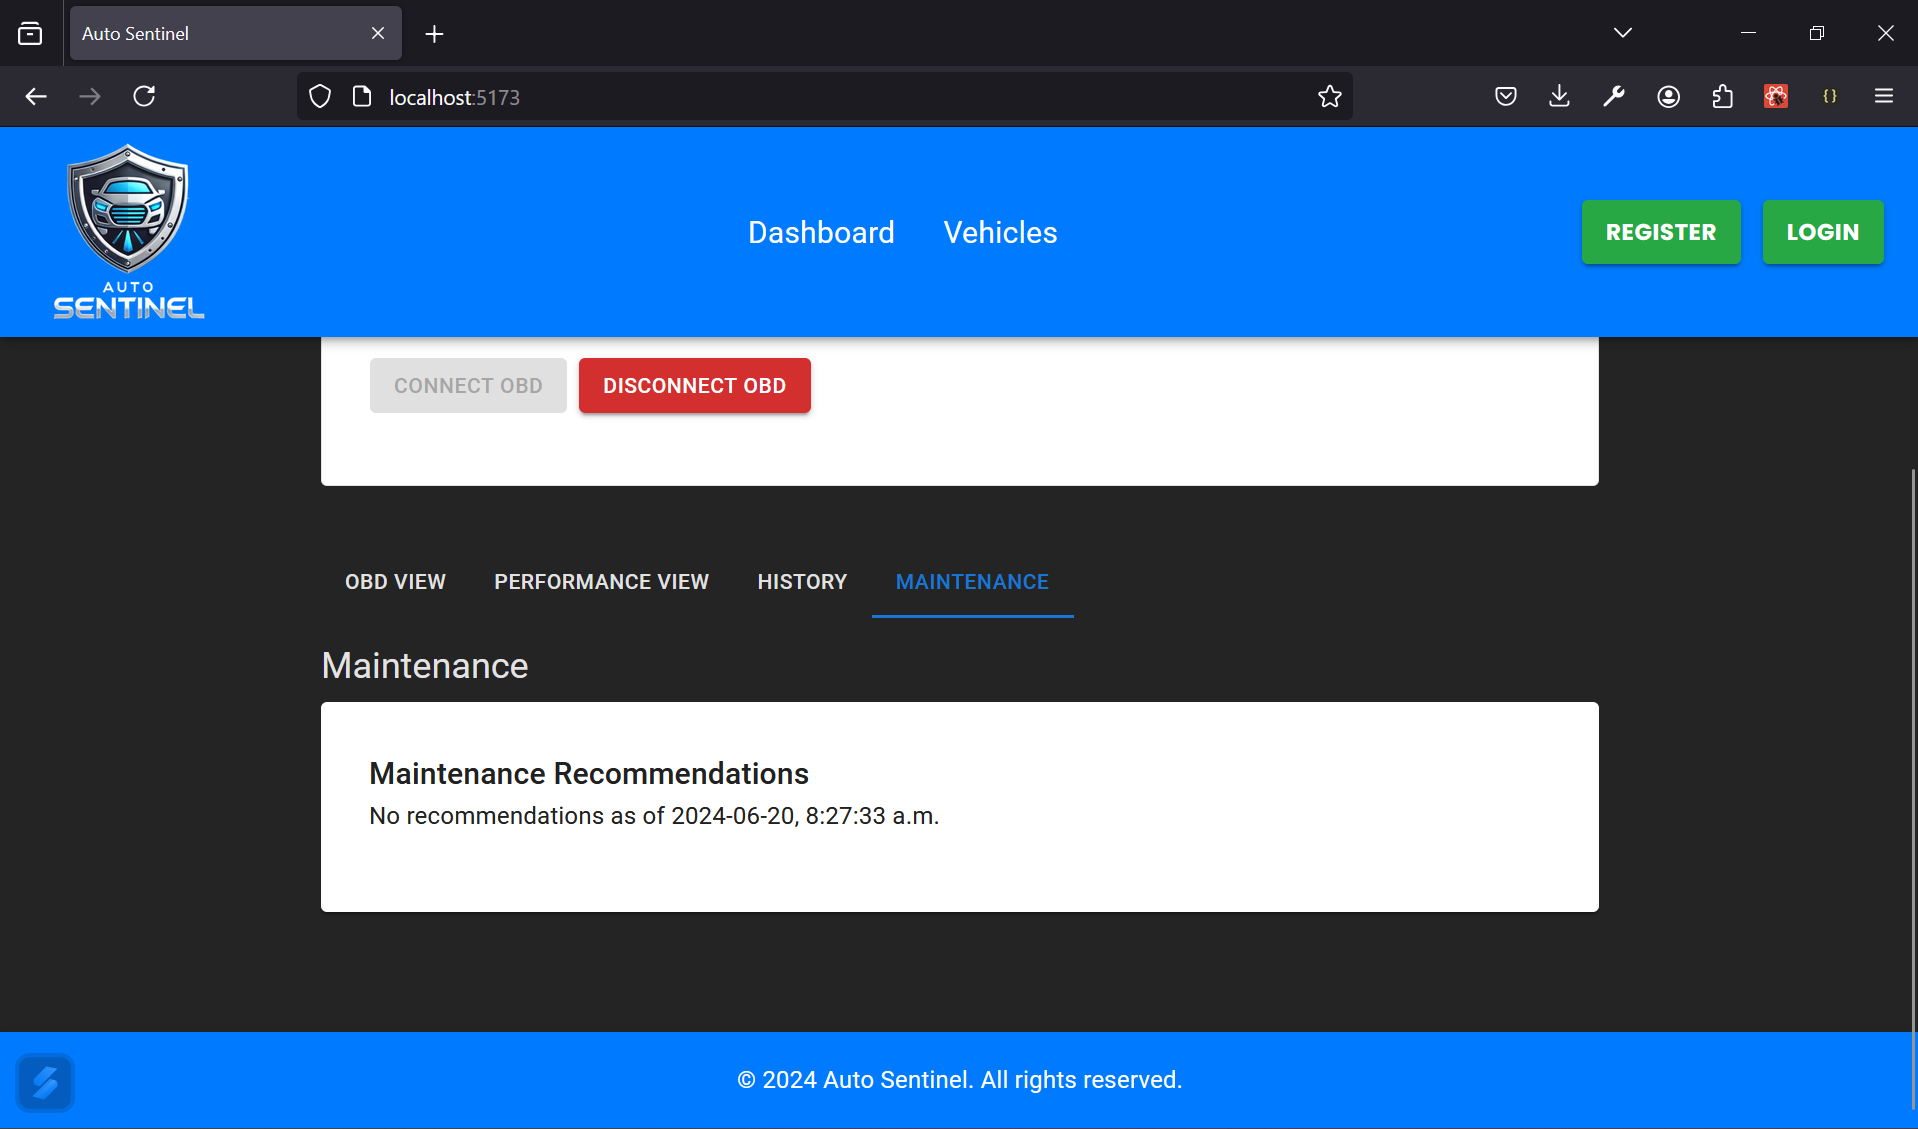 Auto Sentinel
localhost:5173
{}
AUTO
SENTINEL
Dashboard
Vehicles
REGISTER
LOGIN
CONNECT OBD
DISCONNECT OBD
OBD VIEW
PERFORMANCE VIEW
HISTORY
MAINTENANCE
Maintenance
Maintenance Recommendations
No recommendations as of 2024-06-20, 8:27:33 a.m.
© 2024 Auto Sentinel. All rights reserved.